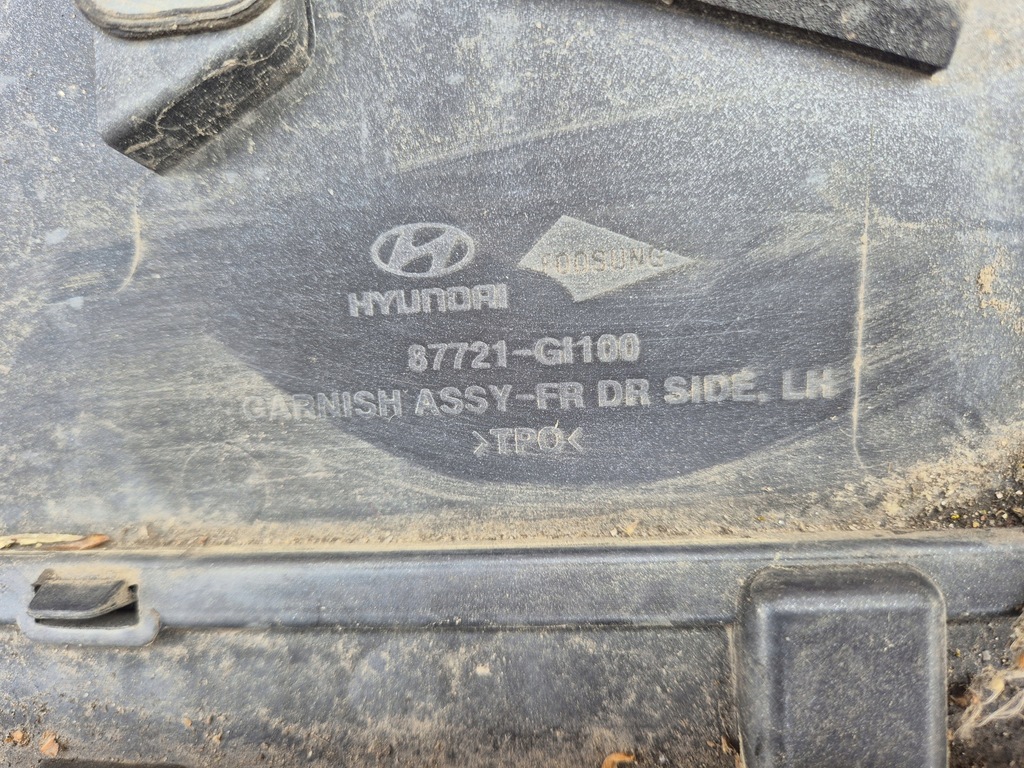 HYUNDAI
87721-GI100
GARNISH ASSY-FR DR SIDE, LH
>TPO<